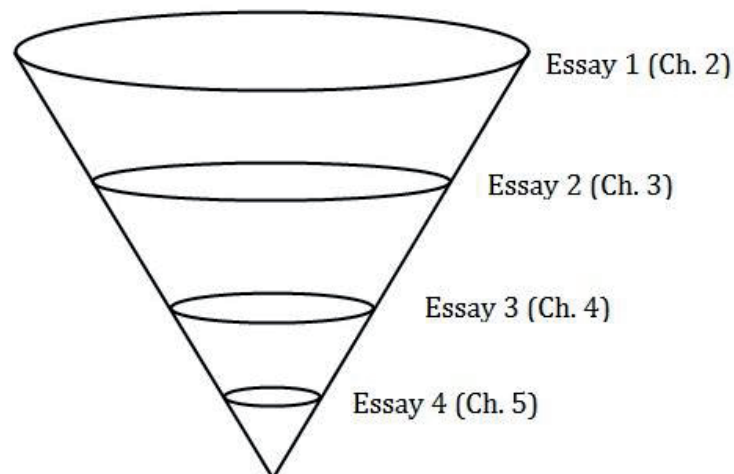 Essay 1 (Ch. 2)
Essay 2 (Ch. 3)
Essay 3 (Ch. 4)
Essay 4 (Ch. 5)